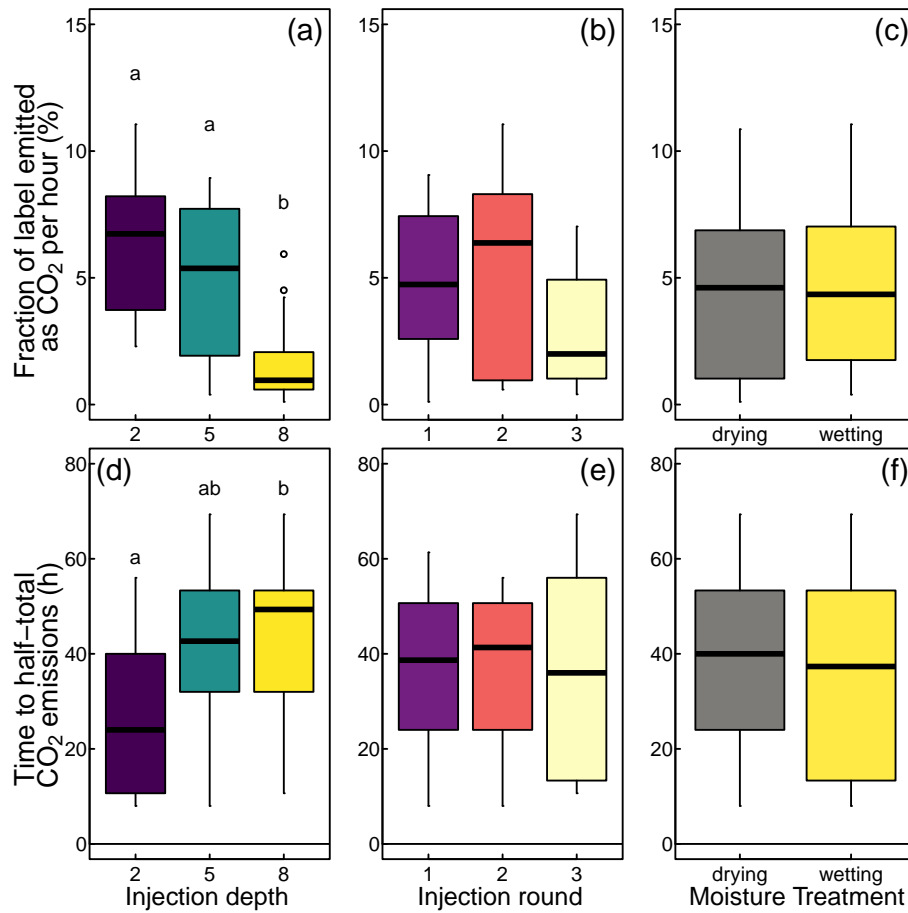 Fraction of label emitted
as CO₂ per hour (%)
15
10
5
0
(a)
a
a
b
2
5
8
(b)
1
2
3
(c)
drying
wetting
Time to half−total
CO₂ emissions (h)
80
60
40
20
0
(d)
a
ab
b
2
5
8
Injection depth
(e)
1
2
3
Injection round
(f)
drying
wetting
Moisture Treatment